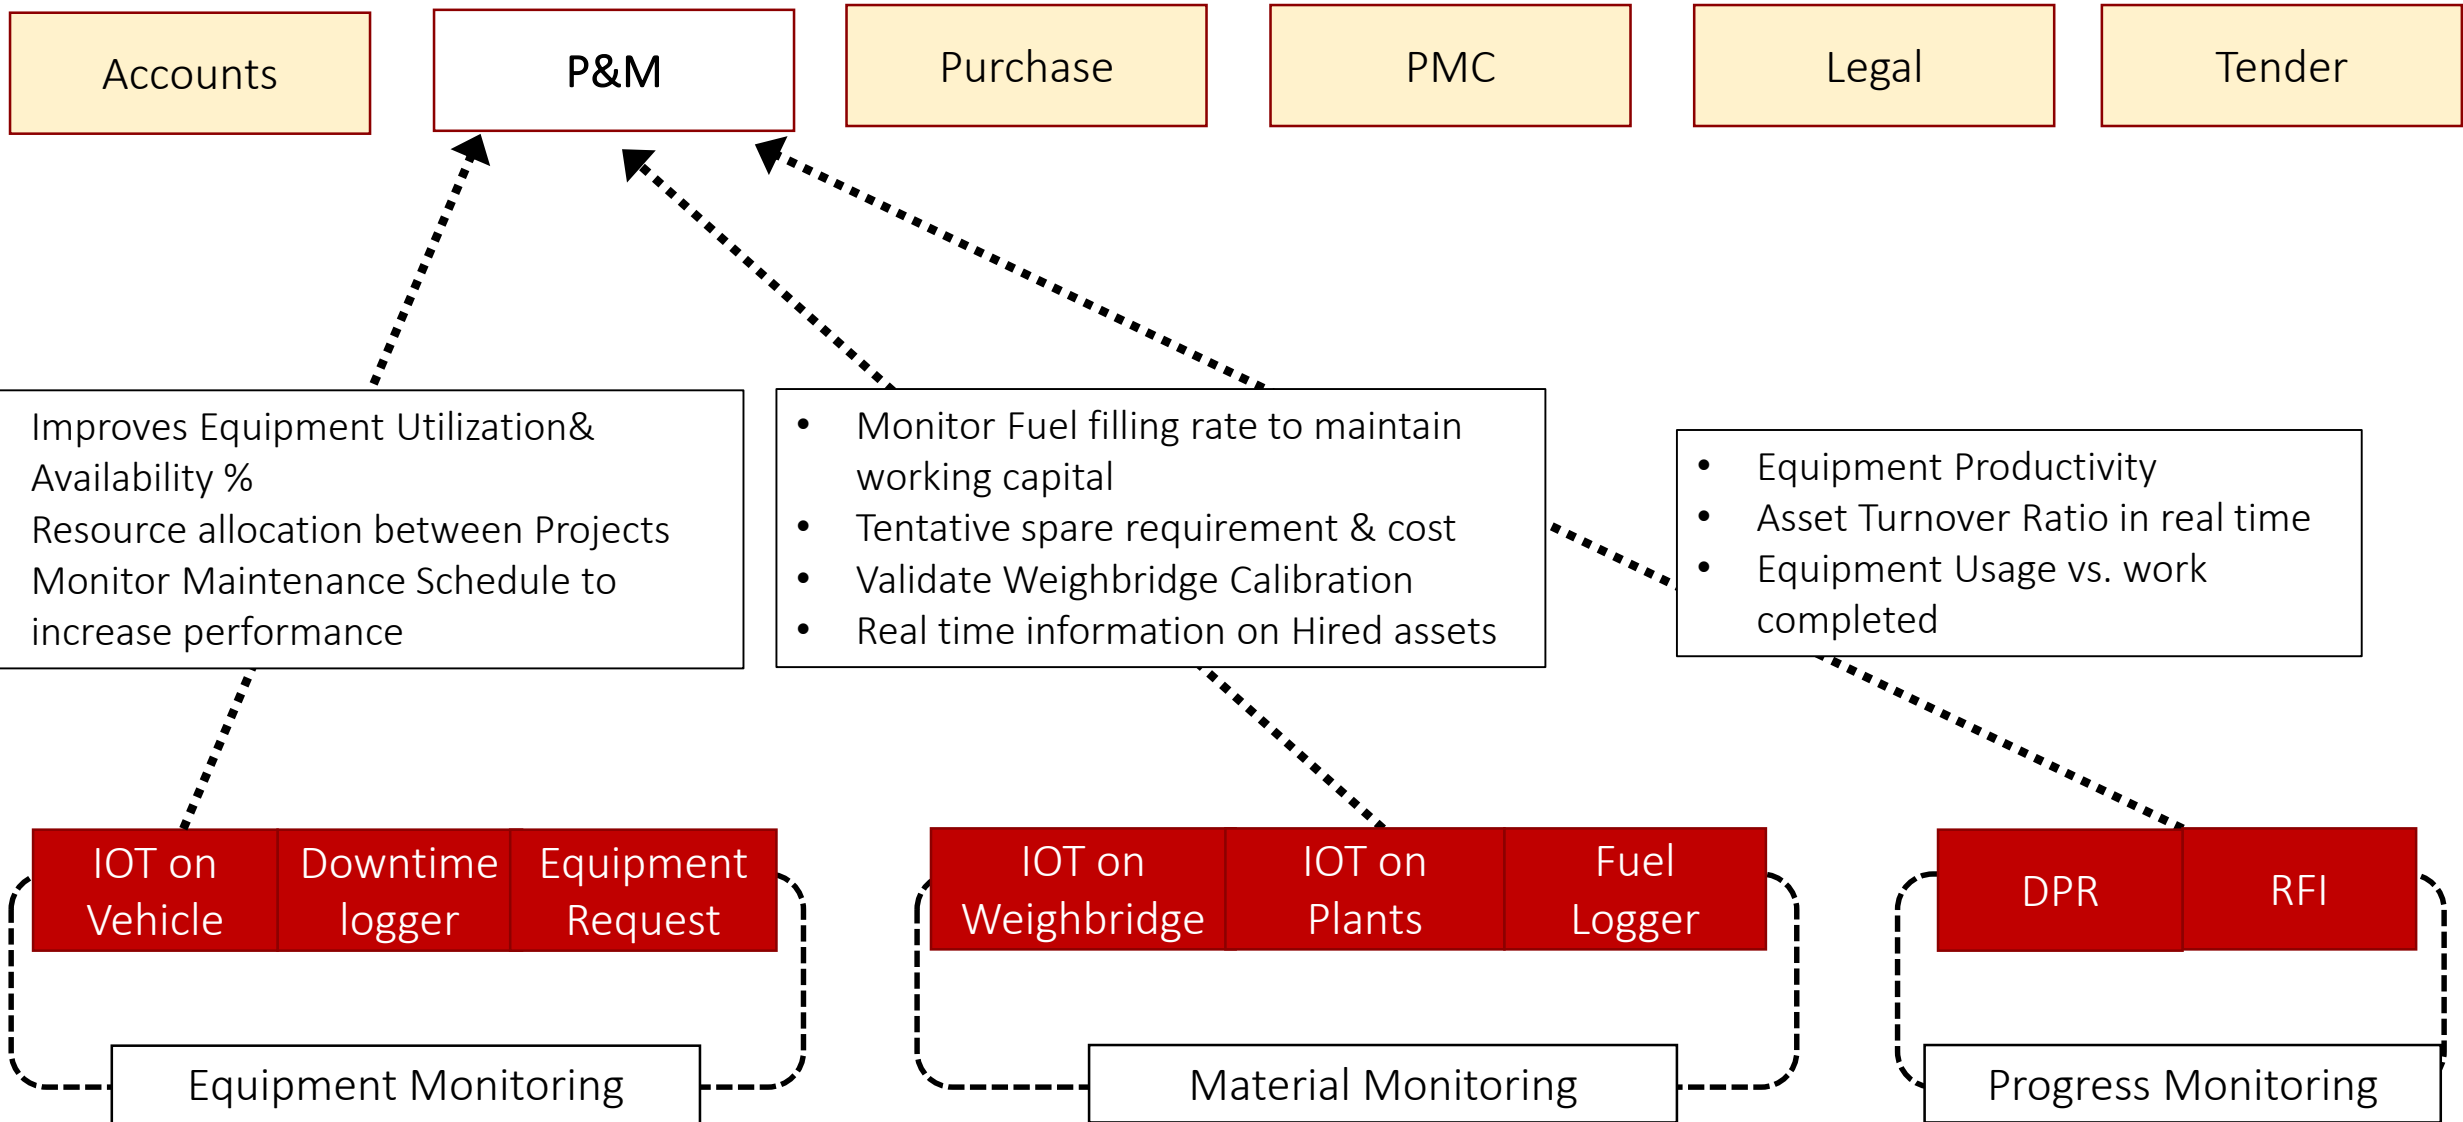 Accounts
P&M
Purchase
PMC
Legal
Tender
Improves Equipment Utilization&
Availability %
Resource allocation between Projects
Monitor Maintenance Schedule to
increase performance
• Monitor Fuel filling rate to maintain
working capital
• Tentative spare requirement & cost
• Validate Weighbridge Calibration
• Real time information on Hired assets
• Equipment Productivity
• Asset Turnover Ratio in real time
• Equipment Usage vs. work
completed
IOT on
Vehicle
Downtime
logger
Equipment
Request
IOT on
Weighbridge
IOT on
Plants
Fuel
Logger
DPR
RFI
Equipment Monitoring
Material Monitoring
Progress Monitoring